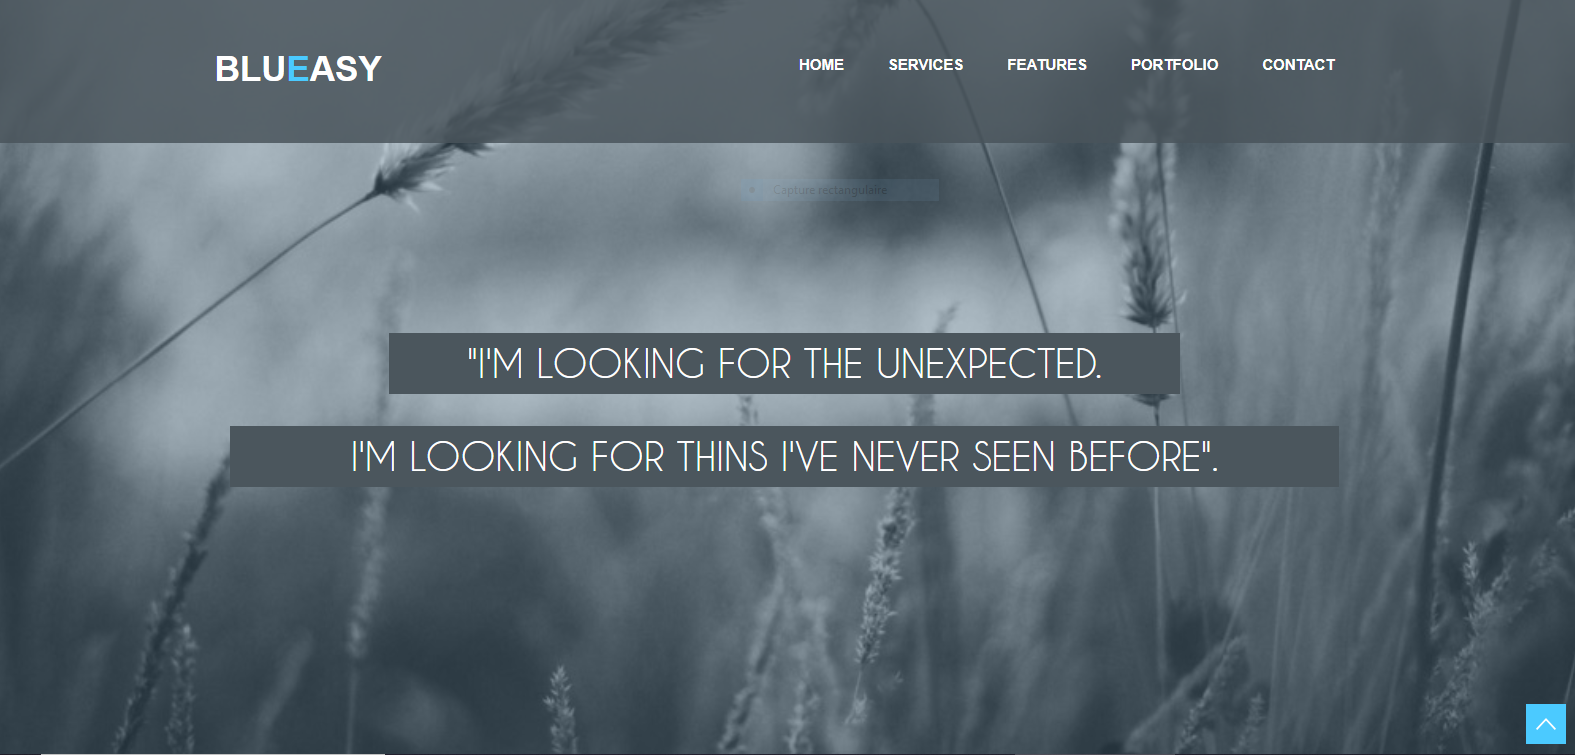 BLUEASY
HOME SERVICES FEATURES PORTFOLIO CONTACT
Capture rectangulaire
"I'M LOOKING FOR THE UNEXPECTED.
I'M LOOKING FOR THINS I'VE NEVER SEEN BEFORE".